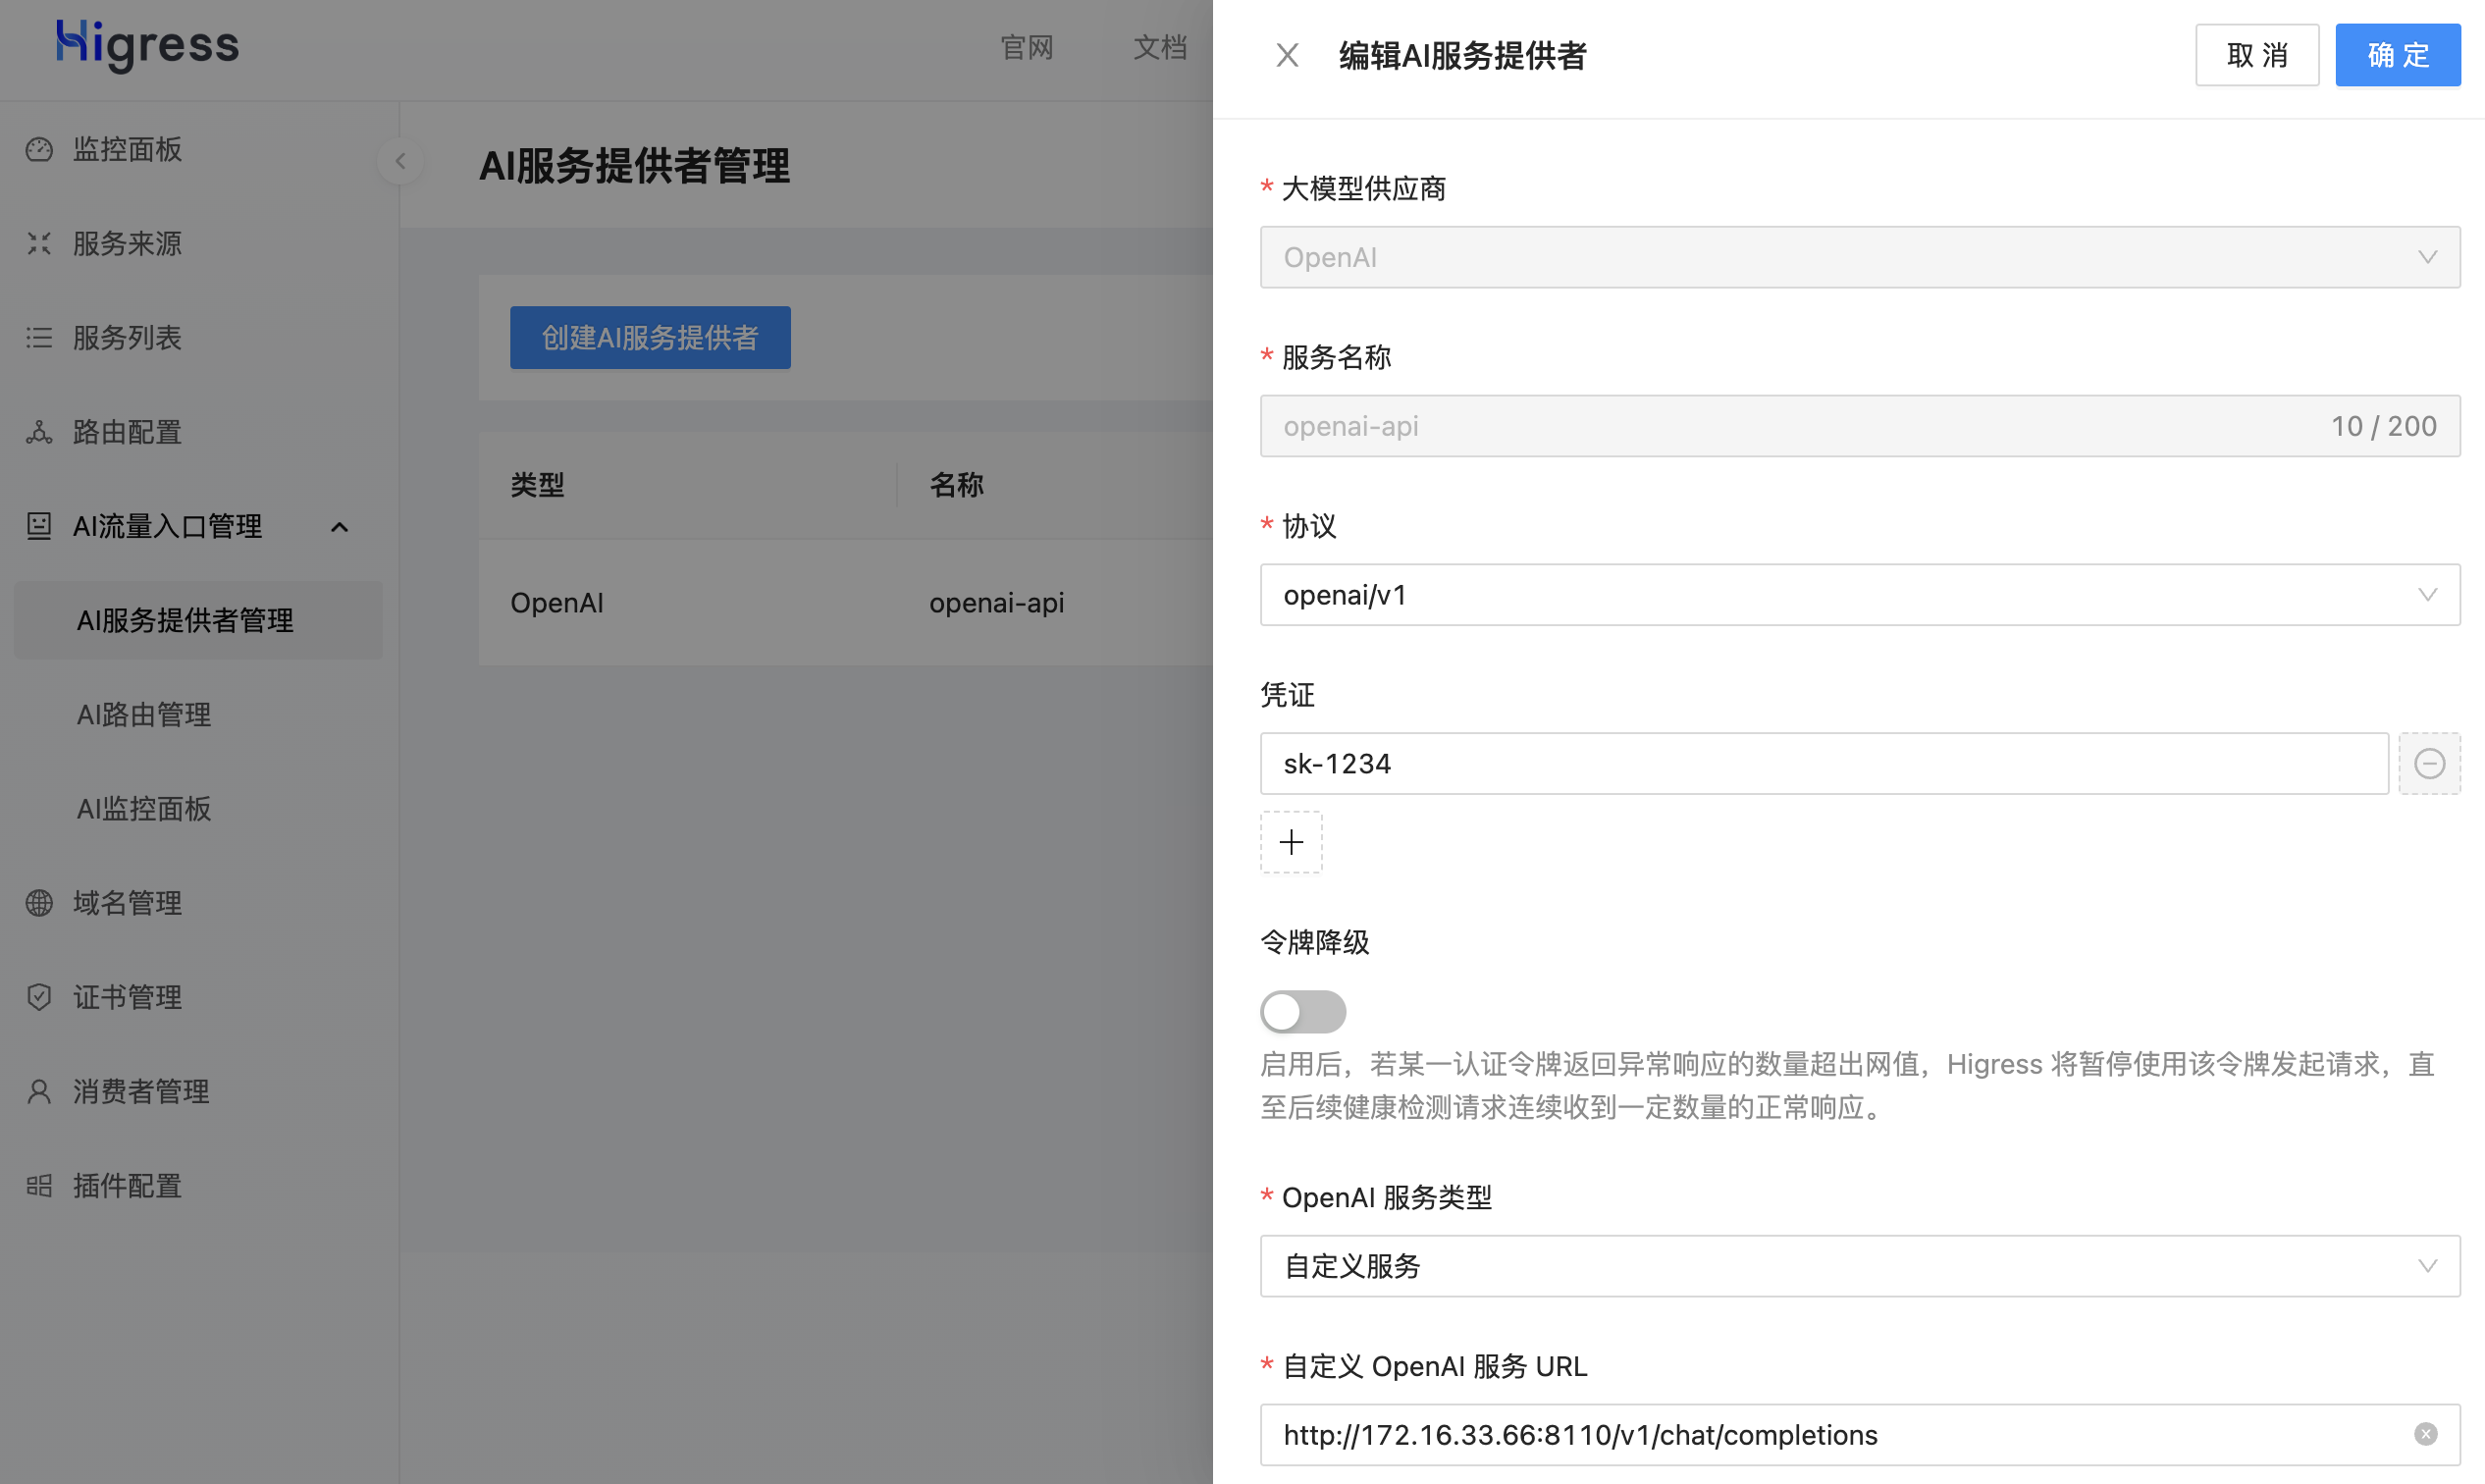 Higress
官网
文档
监控面板
服务来源
服务列表
路由配置
AI流量入口管理
AI服务提供者管理
AI路由管理
AI监控面板
域名管理
证书管理
消费者管理
插件配置
AI服务提供者管理
创建AI服务提供者
类型 名称
OpenAI openai-api
编辑AI服务提供者
取 消 确 定
* 大模型供应商
OpenAI
* 服务名称
openai-api 10 / 200
* 协议
openai/v1
凭证
sk-1234
令牌降级
启用后，若某一认证令牌返回异常响应的数量超出网值，Higress 将暂停使用该令牌发起请求，直
至后续健康检测请求连续收到一定数量的正常响应。
* OpenAI 服务类型
自定义服务
* 自定义 OpenAI 服务 URL
http://172.16.33.66:8110/v1/chat/completions